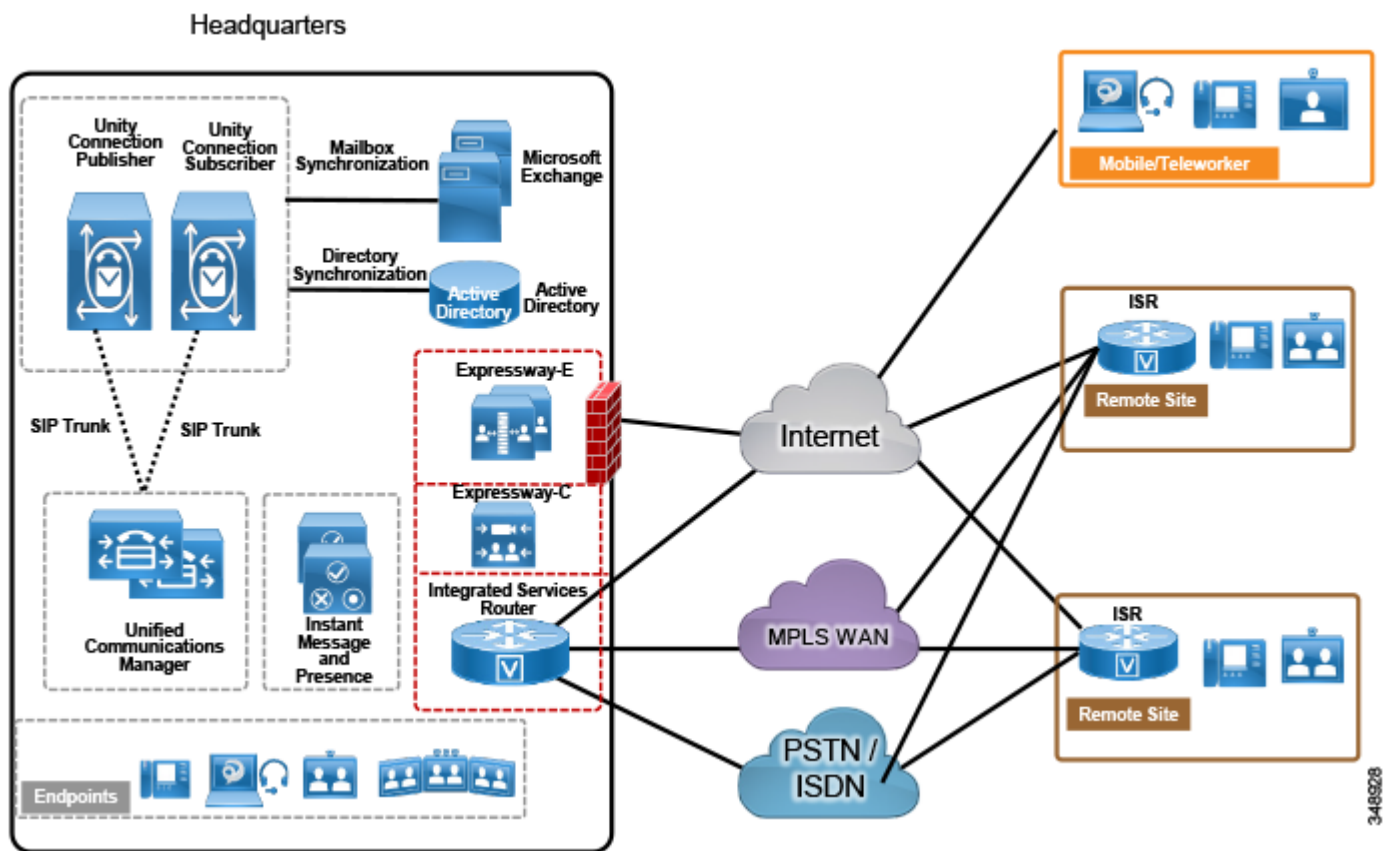 Headquarters
Unity
Connection
Publisher
Unity
Connection
Subscriber
Mailbox
Synchronization
Microsoft
Exchange
Directory
Synchronization
Active
Directory
Active
Directory
SIP Trunk
SIP Trunk
Expressway-E
Expressway-C
Integrated Services
Router
V
Unified
Communications
Manager
Instant
Message
and
Presence
Endpoints
Internet
MPLS WAN
PSTN /
ISDN
Mobile/Teleworker
ISR
V
Remote Site
ISR
V
Remote Site
348928